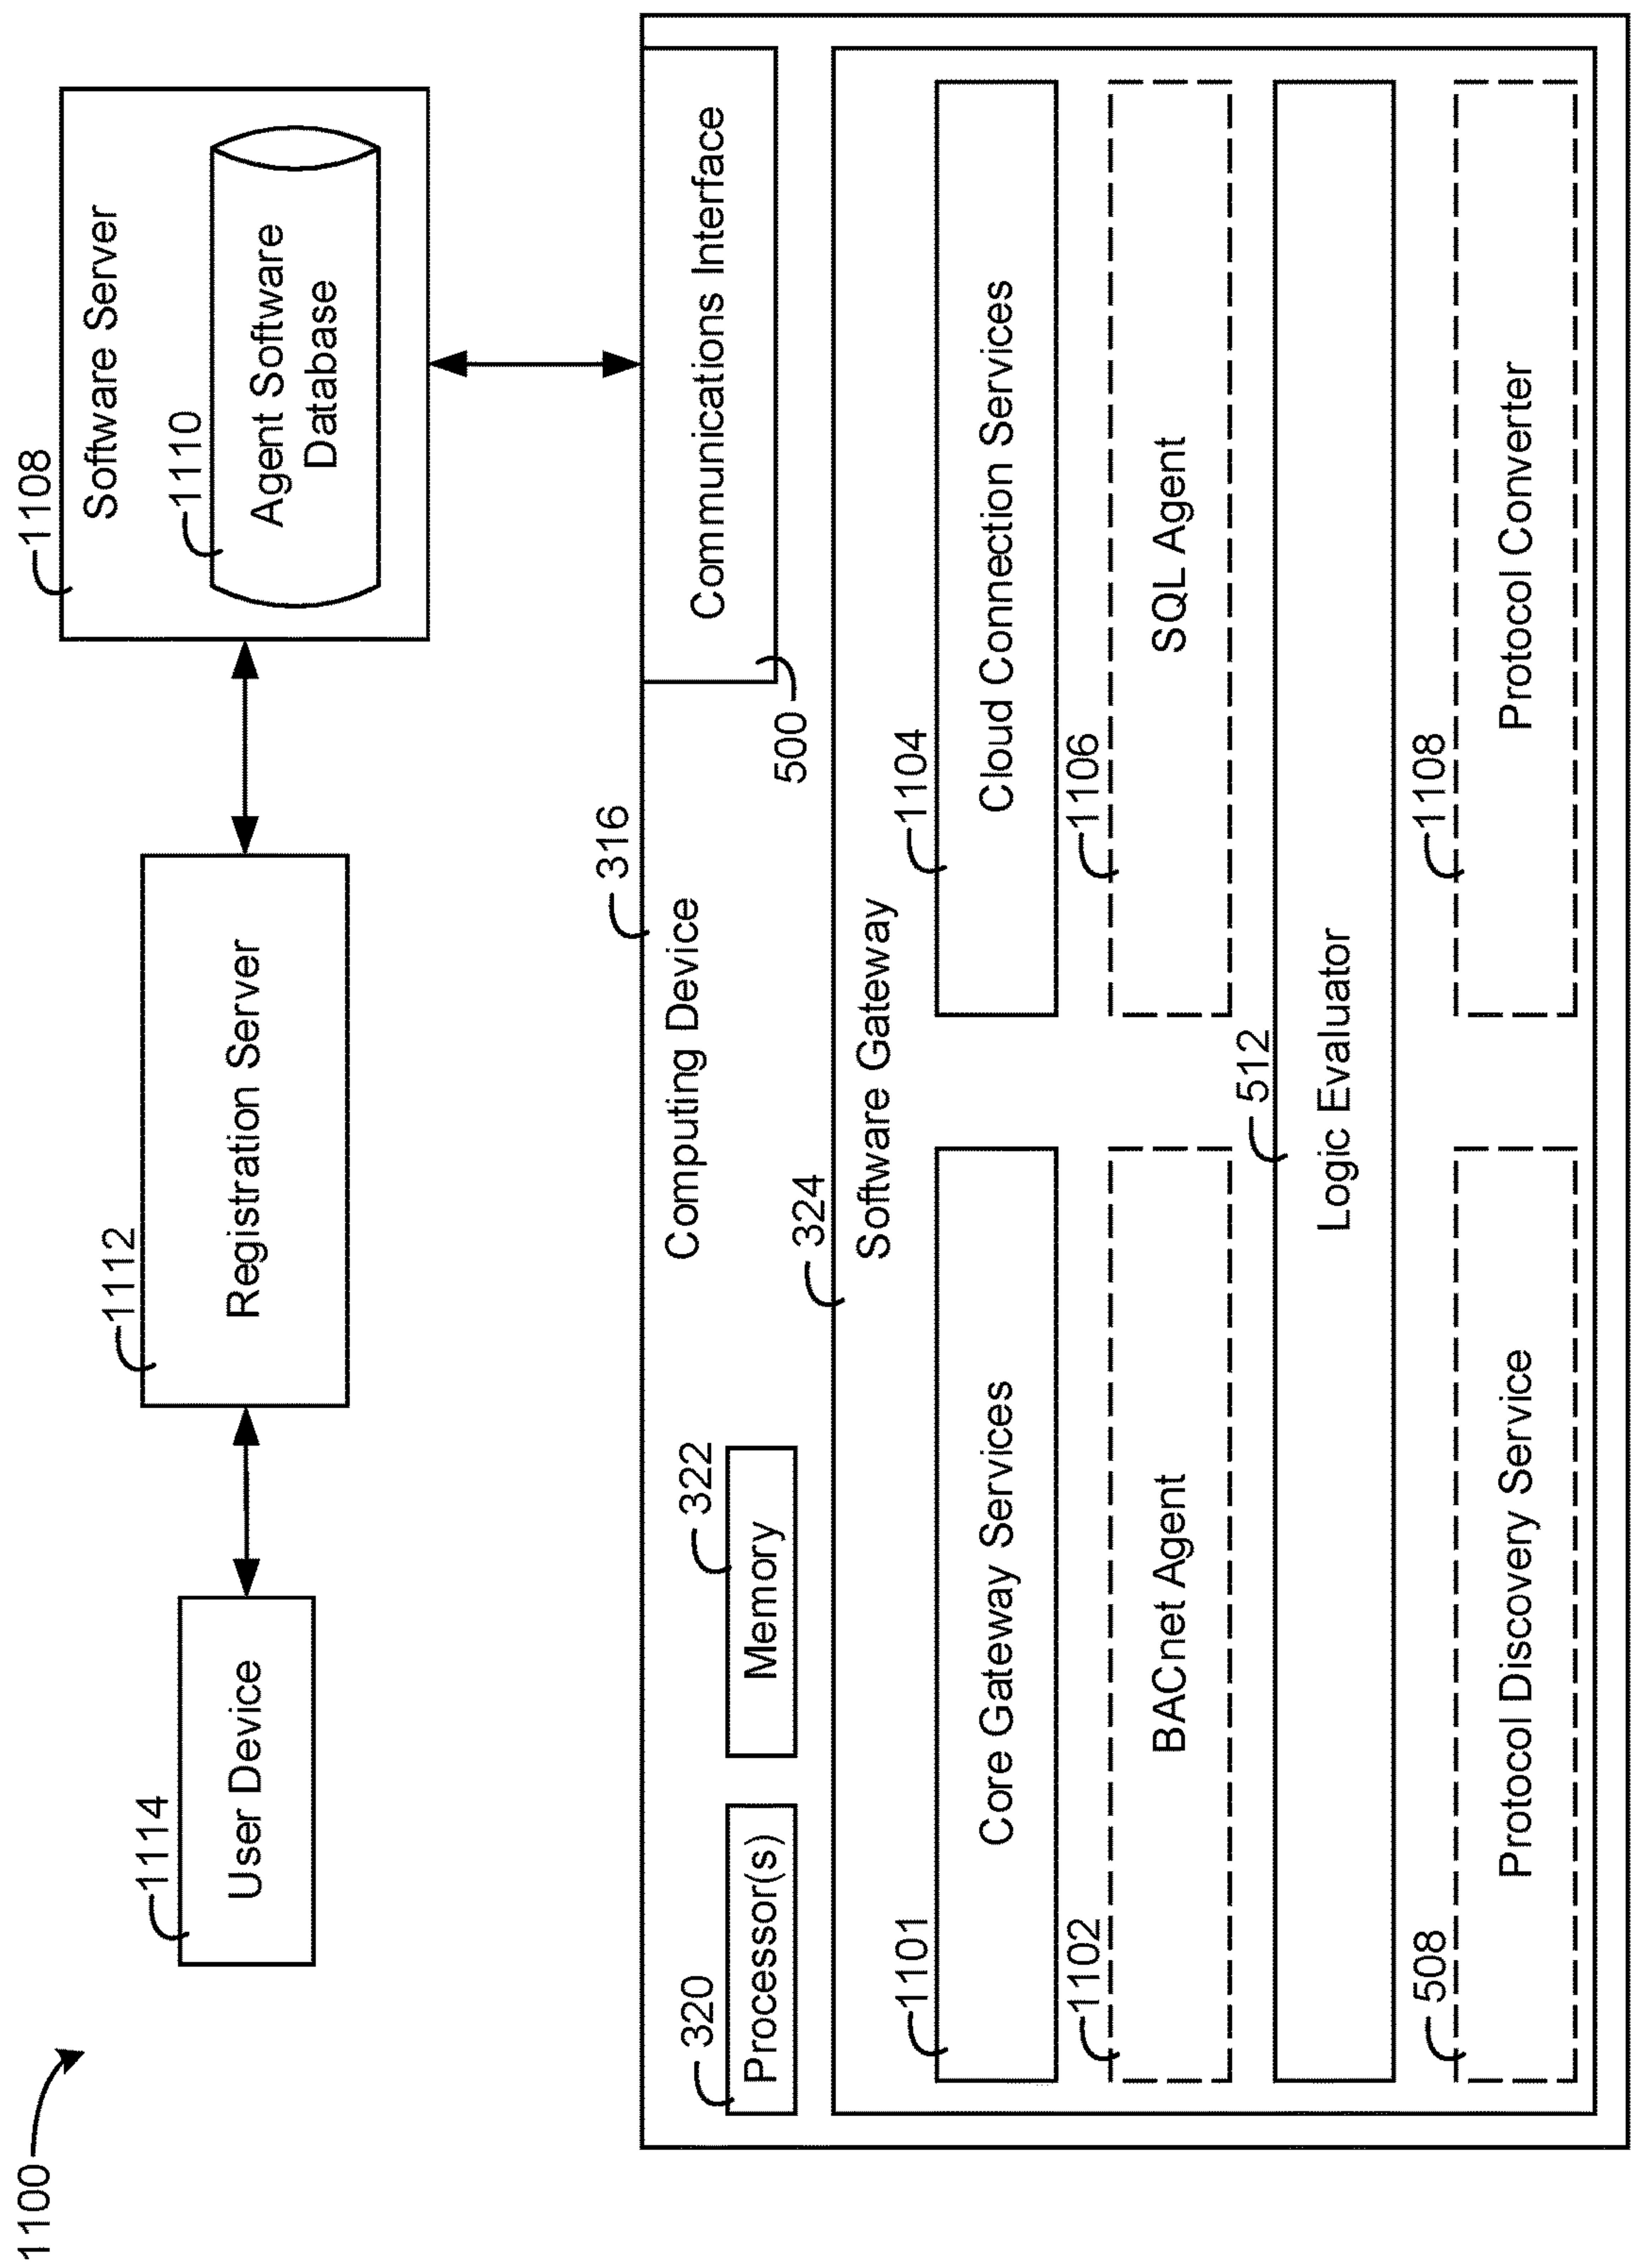 1100
1114
User Device
1112
Registration Server
1108
Software Server
1110
Agent Software
Database
316
Computing Device
320
Processor(s)
322
Memory
500
Communications Interface
324
Software Gateway
1101
Core Gateway Services
1104
Cloud Connection Services
1102
BACnet Agent
1106
SQL Agent
512
Logic Evaluator
508
Protocol Discovery Service
1108
Protocol Converter